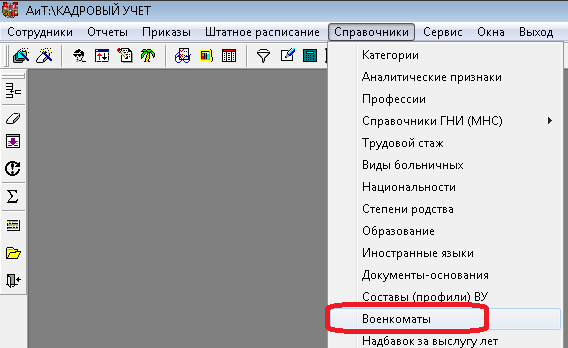 АиТ:\КАДРОВЫЙ УЧЕТ
Сотрудники Отчеты Приказы Штатное расписание Справочники Сервис Окна Выход
Категории
Аналитические признаки
Профессии
Справочники ГНИ (МНС)
Трудовой стаж
Виды больничных
Национальности
Степени родства
Образование
Иностранные языки
Документы-основания
Составы (профили) ВУ
Военкоматы
Надбавок за выслугу лет